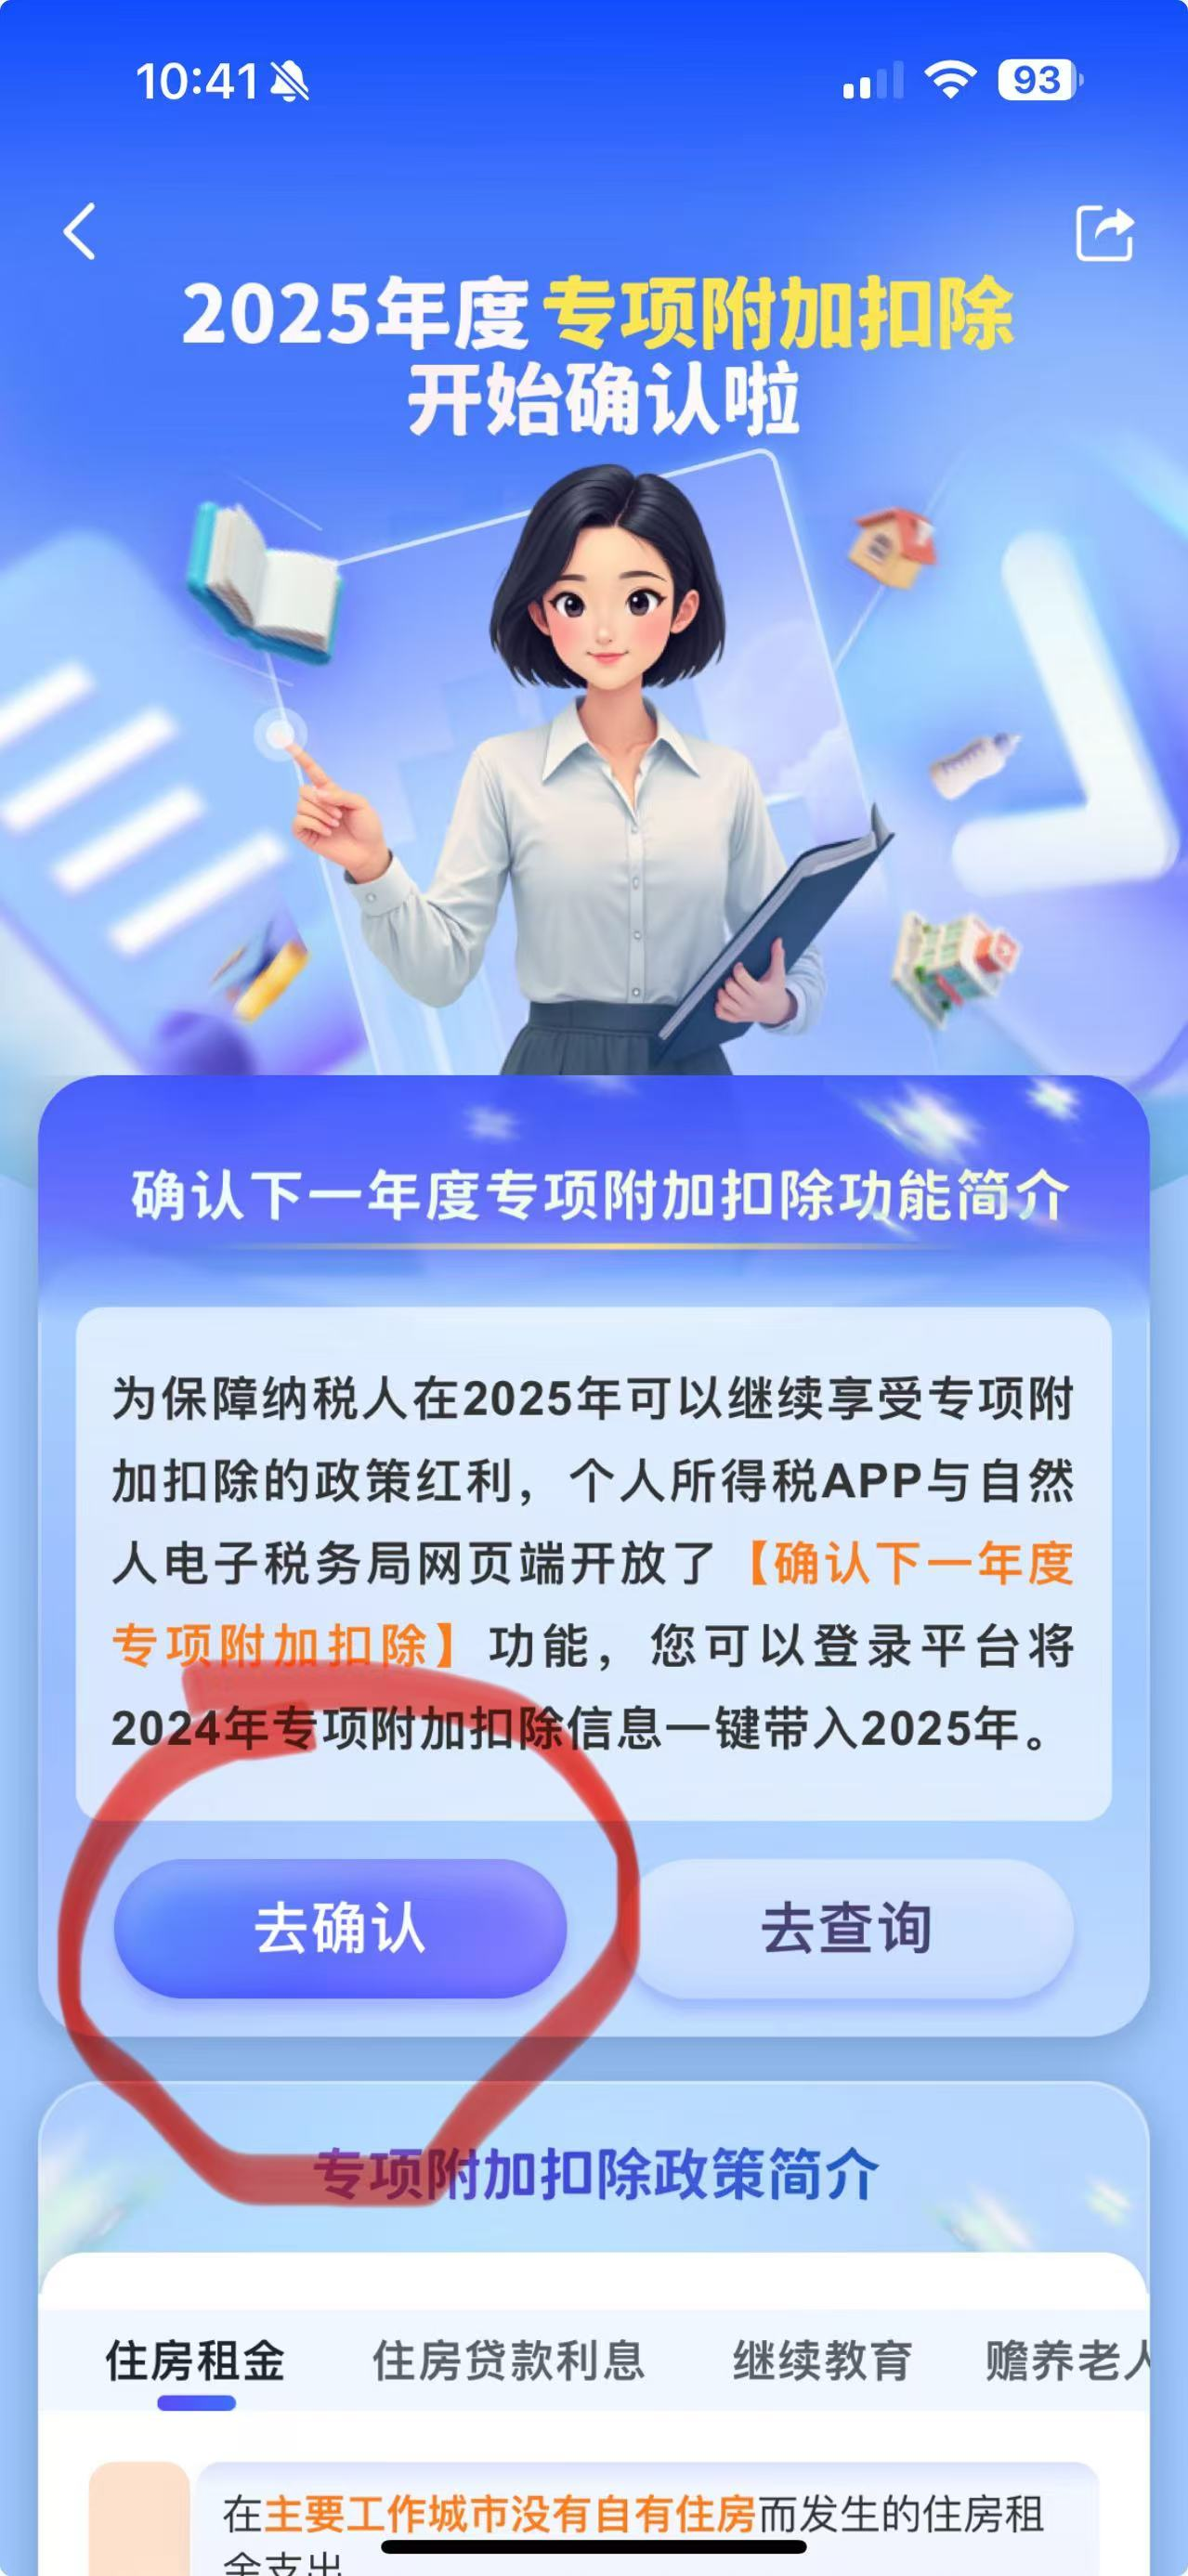 10:41
93
2025年度专项附加扣除
开始确认啦
确认下一年度专项附加扣除功能简介
为保障纳税人在2025年可以继续享受专项附
加扣除的政策红利，个人所得税APP与自然
人电子税务局网页端开放了【确认下一年度
专项附加扣除】功能，您可以登录平台将
2024年专项附加扣除信息一键带入2025年。
去确认
去查询
专项附加扣除政策简介
住房租金 住房贷款利息 继续教育 赡养老人
在主要工作城市没有自有住房而发生的住房租
金支出